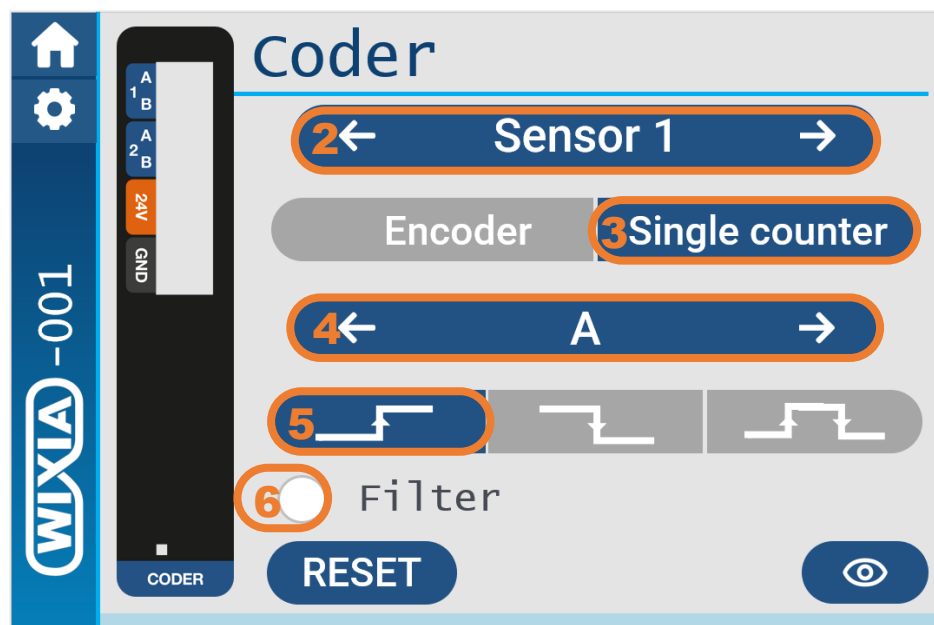 Coder
1 A
B
2 A
B
24V
GND
CODER
WIXIA-001
2 Sensor 1
Encoder
3 Single counter
4 A
5
6 Filter
RESET